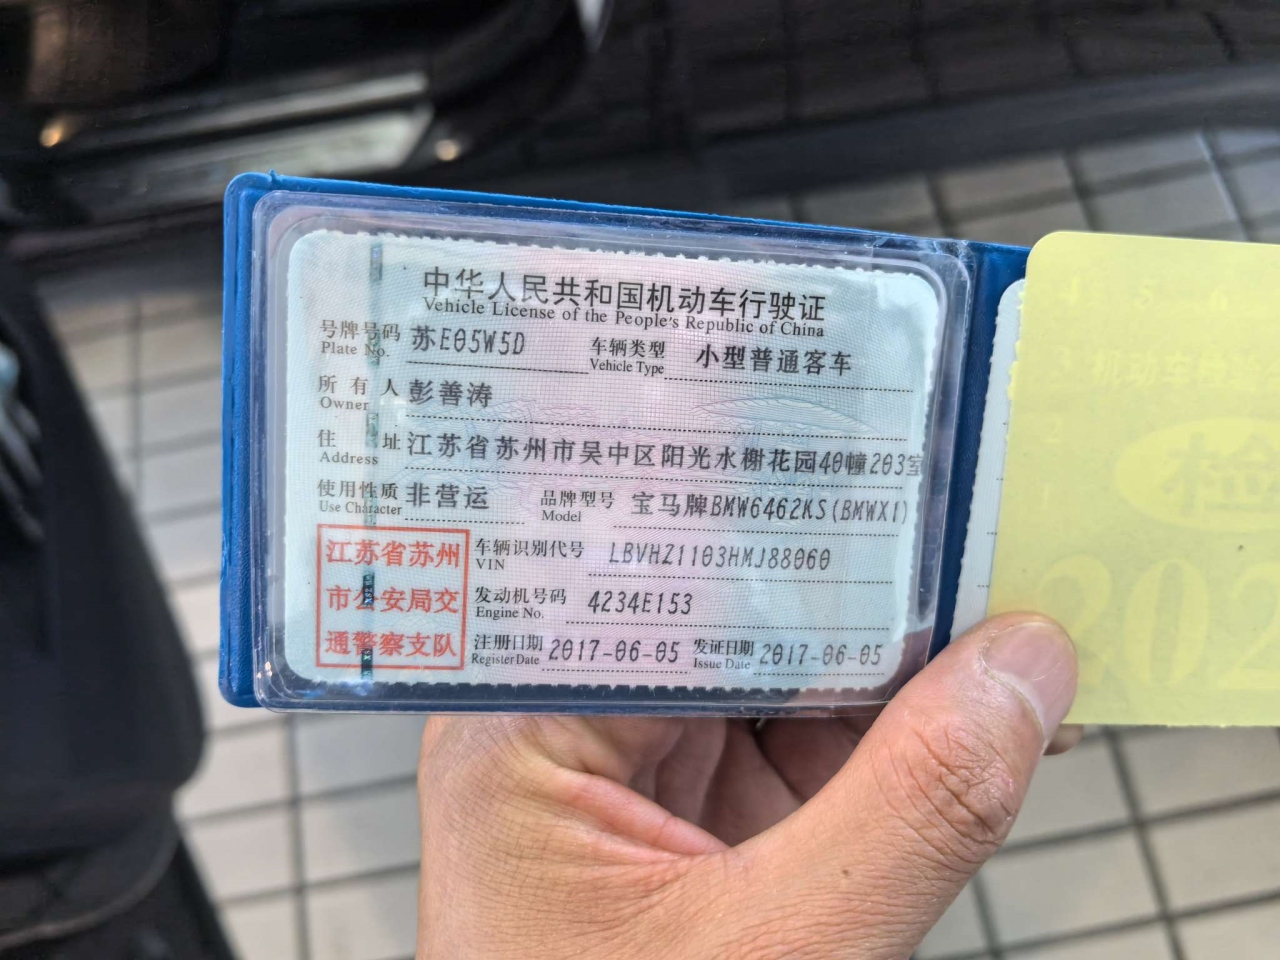 中华人民共和国机动车行驶证
Vehicle License of the People's Republic of China
号牌号码 苏E05W5D 车辆类型 小型普通客车
Plate No. Vehicle Type
所有人 彭善涛
Owner
住址 江苏省苏州市吴中区阳光水榭花园40幢203室
Address
使用性质 非营运 品牌型号 宝马牌BMW6462KS(BMWX1)
Use Character Model
江苏省苏州
市公安局交
通警察支队
车辆识别代号 LBVHZ1103HMJ88060
VIN
发动机号码 4234E153
Engine No.
注册日期 2017-06-05 发证日期 2017-06-05
Register Date Issue Date
检
202